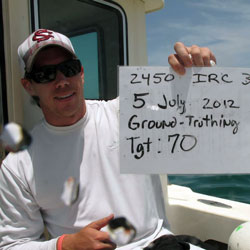 2450 IRC 3
5 July 2012
Ground-Truthing
Tgt: 70